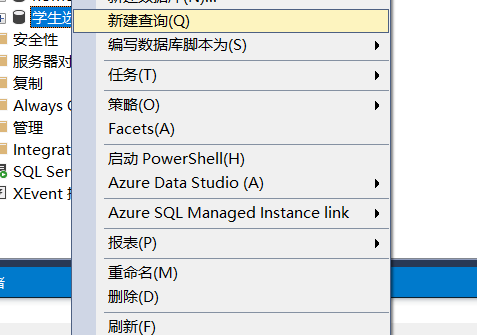 新建查询(Q)
学生选
编写数据库脚本为(S)
安全性
服务器对
任务(T)
复制
策略(O)
Always
管理
Facets(A)
Integrat
启动 PowerShell(H)
SQL Ser
Azure Data Studio (A)
XEvent
Azure SQL Managed Instance link
报表(P)
重命名(M)
删除(D)
刷新(F)